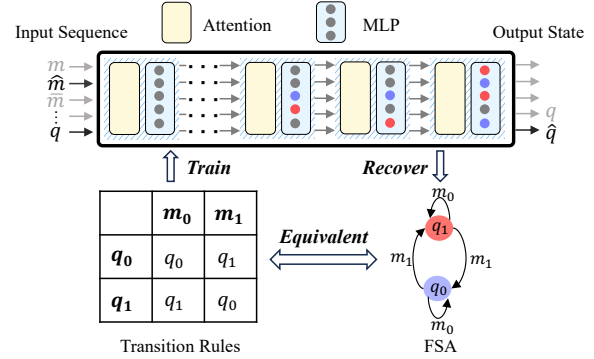 Attention MLP
Input Sequence Output State
m
m̂
m̅
⋮
q q
q̂
Train Recover
m₀ m₁
q₀ q₀ q₁
q₁ q₁ q₀
Equivalent
m₀
q₁
m₁ m₁
q₀
m₀
Transition Rules FSA